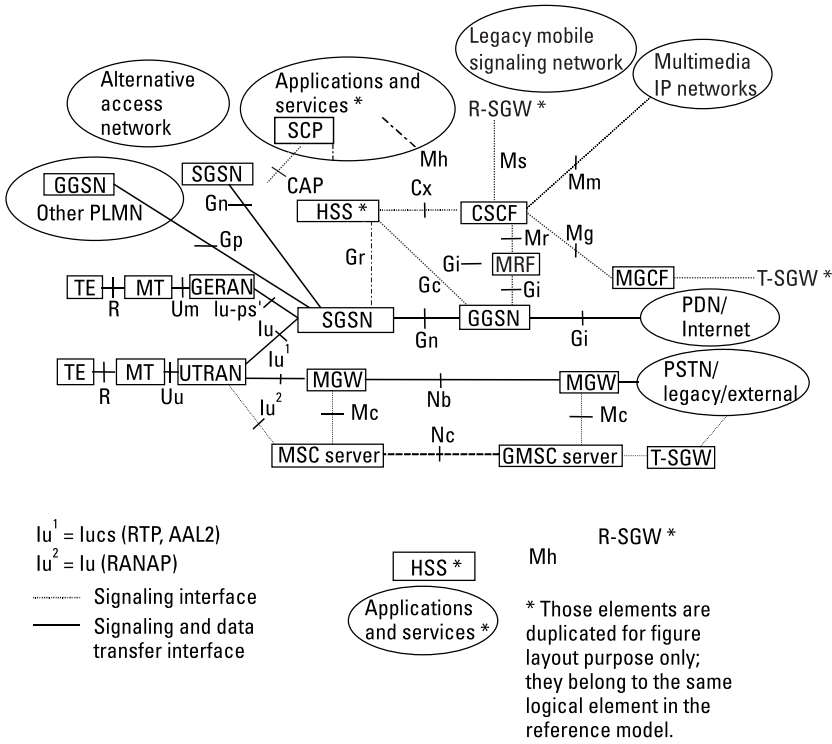 Legacy mobile
signaling network
Multimedia
IP networks
Alternative
access
network
Applications and
services *
SCP
R-SGW *
Mh
Ms
Mm
SGSN
CAP
Cx
GGSN
Other PLMN
Gn
HSS *
CSCF
Gp
Mr
Mg
Gr
Gi
MRF
MGCF
T-SGW *
Gc
Gi
TE
MT
GERAN
R
Um
Iu-ps'
Iu
SGSN
Gn
GGSN
Gi
PDN/
Internet
Iu1
TE
MT
UTRAN
R
Uu
MGW
Nb
MGW
PSTN/
legacy/external
Iu2
Mc
Mc
Nc
MSC server
GMSC server
T-SGW
Iu1 = Iucs (RTP, AAL2)
Iu2 = Iu (RANAP)
Signaling interface
Signaling and data
transfer interface
HSS *
Mh
R-SGW *
Applications
and services *
* Those elements are
duplicated for figure
layout purpose only;
they belong to the same
logical element in the
reference model.